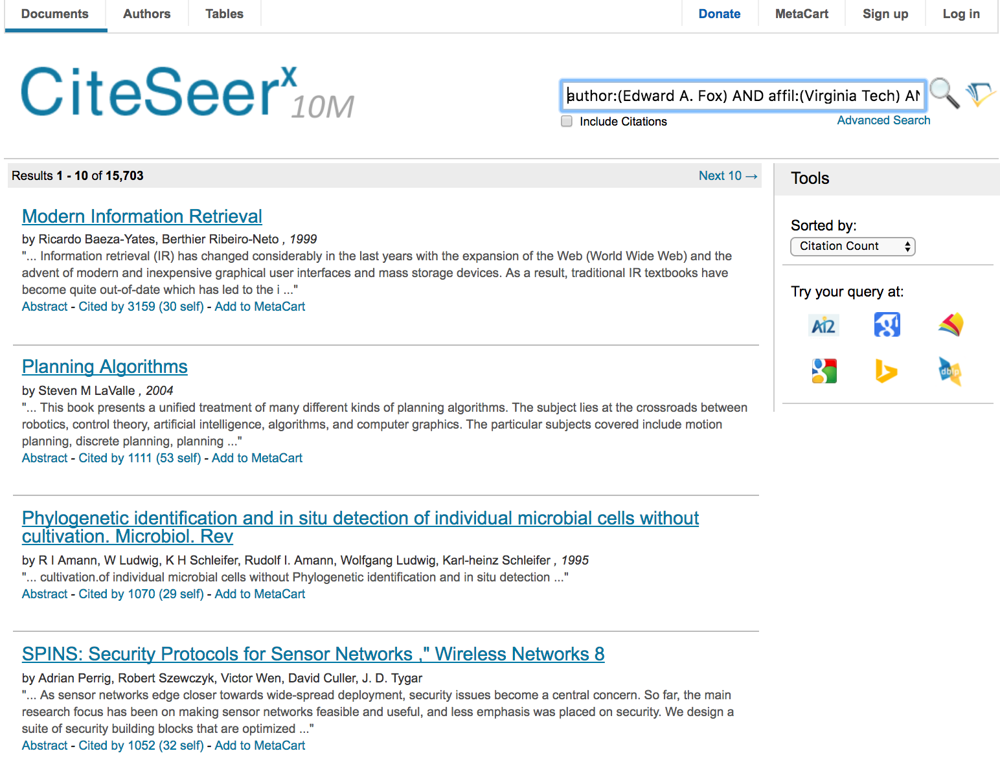 Documents Authors Tables Donate MetaCart Sign up Log in
CiteSeerx 10M
author:(Edward A. Fox) AND affil:(Virginia Tech) AN
Include Citations Advanced Search
Results 1 - 10 of 15,703 Next 10 →
Modern Information Retrieval
by Ricardo Baeza-Yates, Berthier Ribeiro-Neto , 1999
"... Information retrieval (IR) has changed considerably in the last years with the expansion of the Web (World Wide Web) and the
advent of modern and inexpensive graphical user interfaces and mass storage devices. As a result, traditional IR textbooks have
become quite out-of-date which has led to the i ..."
Abstract - Cited by 3159 (30 self) - Add to MetaCart
Planning Algorithms
by Steven M LaValle , 2004
"... This book presents a unified treatment of many different kinds of planning algorithms. The subject lies at the crossroads between
robotics, control theory, artificial intelligence, algorithms, and computer graphics. The particular subjects covered include motion
planning, discrete planning, planning ..."
Abstract - Cited by 1111 (53 self) - Add to MetaCart
Phylogenetic identification and in situ detection of individual microbial cells without
cultivation. Microbiol. Rev
by R I Amann, W Ludwig, K H Schleifer, Rudolf I. Amann, Wolfgang Ludwig, Karl-heinz Schleifer , 1995
"... cultivation.of individual microbial cells without Phylogenetic identification and in situ detection ..."
Abstract - Cited by 1070 (29 self) - Add to MetaCart
SPINS: Security Protocols for Sensor Networks ," Wireless Networks 8
by Adrian Perrig, Robert Szewczyk, Victor Wen, David Culler, J. D. Tygar
"... As sensor networks edge closer towards wide-spread deployment, security issues become a central concern. So far, the main
research focus has been on making sensor networks feasible and useful, and less emphasis was placed on security. We design a
suite of security building blocks that are optimized ..."
Abstract - Cited by 1052 (32 self) - Add to MetaCart
Tools
Sorted by:
Citation Count
Try your query at:
Ai2
dblp